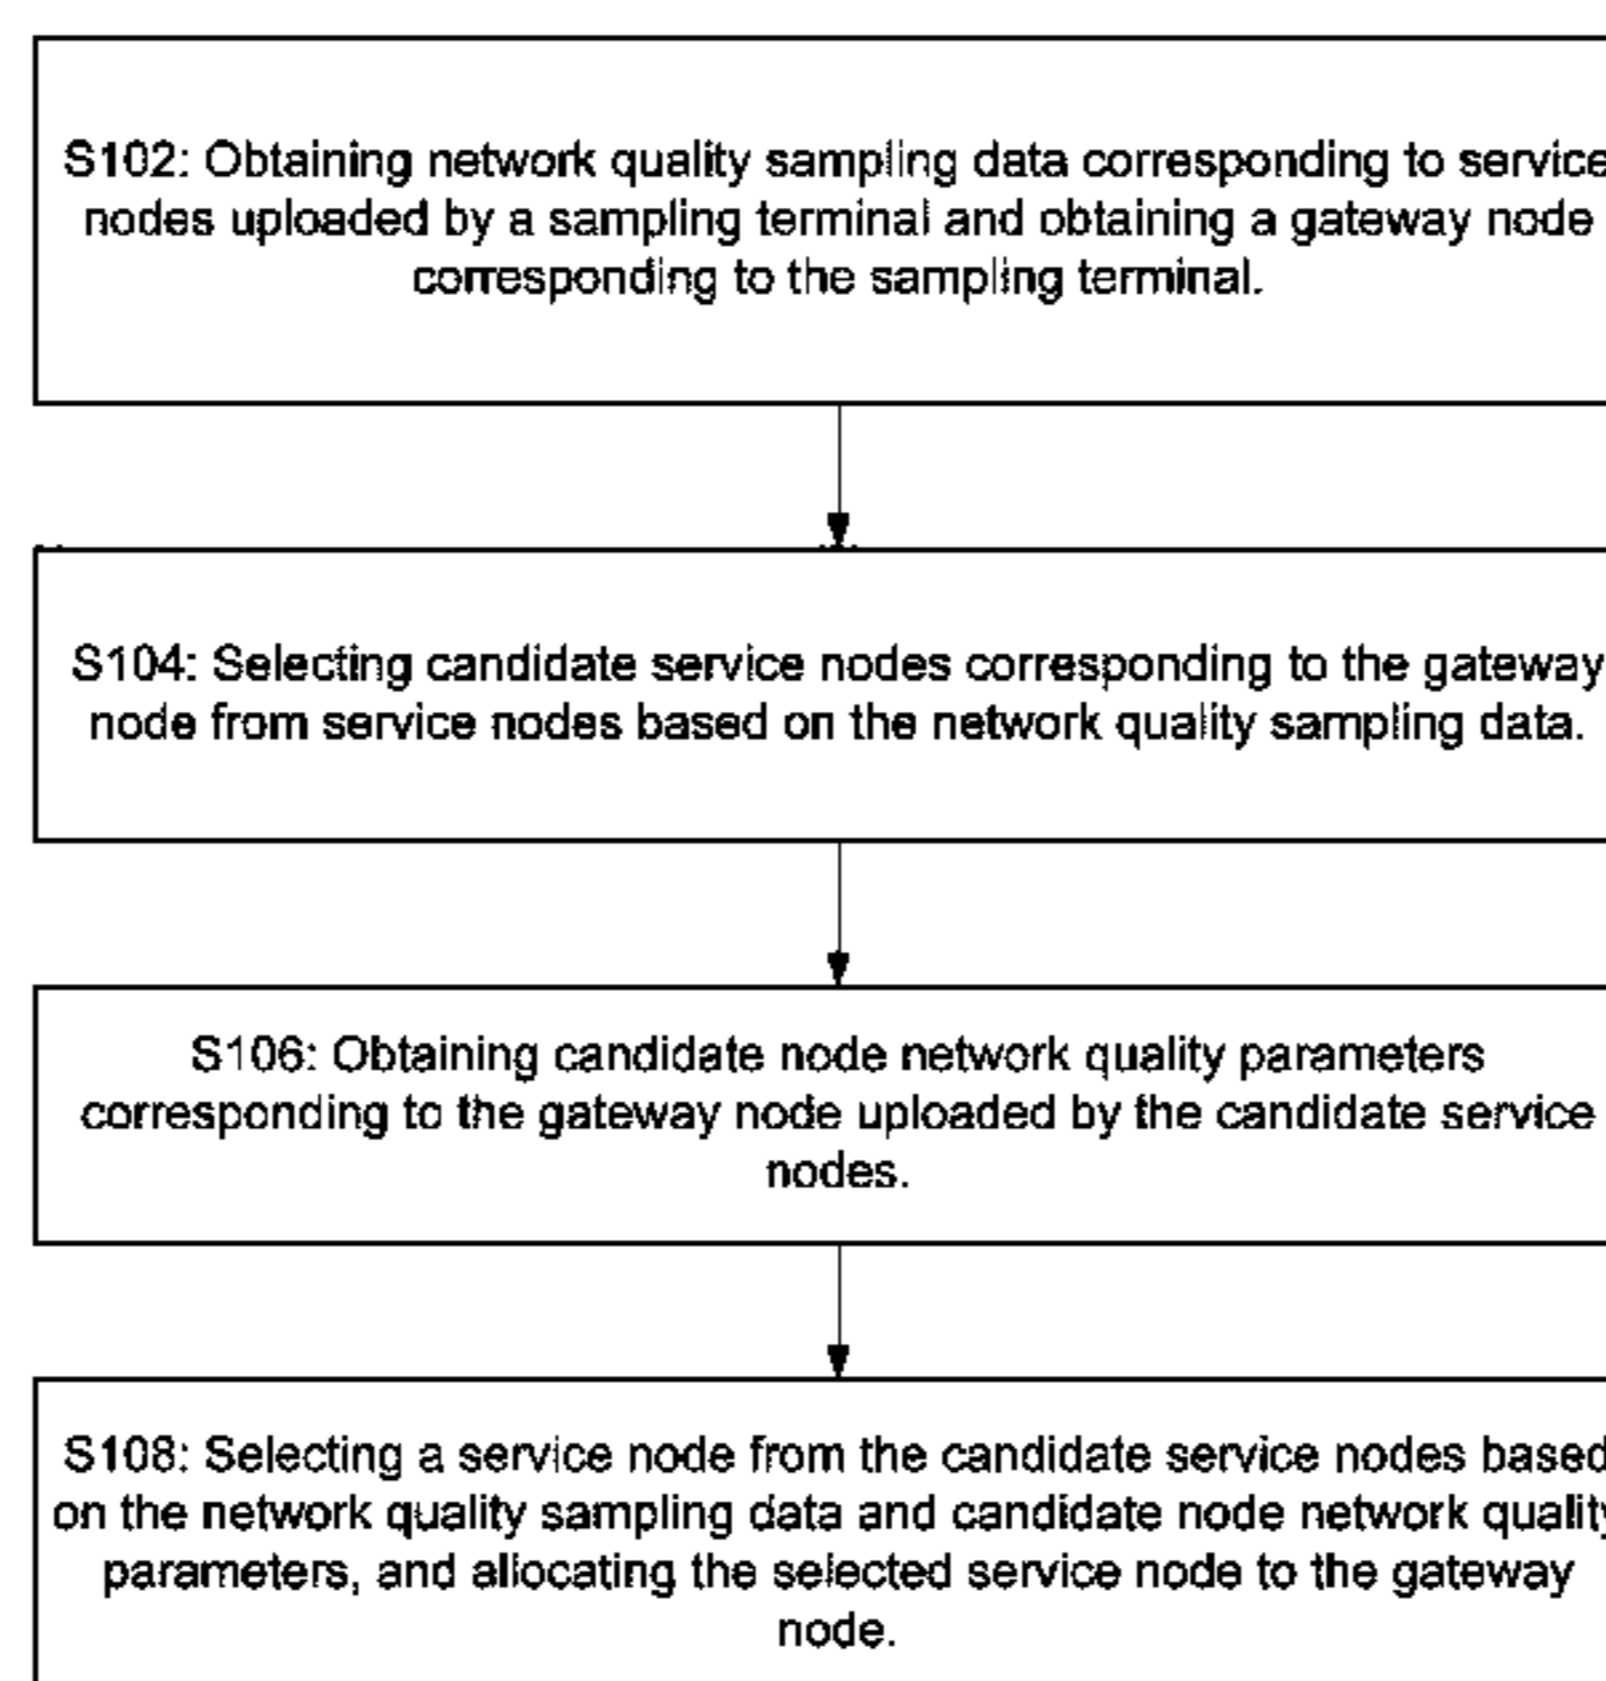 S102: Obtaining network quality sampling data corresponding to service
nodes uploaded by a sampling terminal and obtaining a gateway node
corresponding to the sampling terminal.
S104: Selecting candidate service nodes corresponding to the gateway
node from service nodes based on the network quality sampling data.
S106: Obtaining candidate node network quality parameters
corresponding to the gateway node uploaded by the candidate service
nodes.
S108: Selecting a service node from the candidate service nodes based
on the network quality sampling data and candidate node network quality
parameters, and allocating the selected service node to the gateway
node.